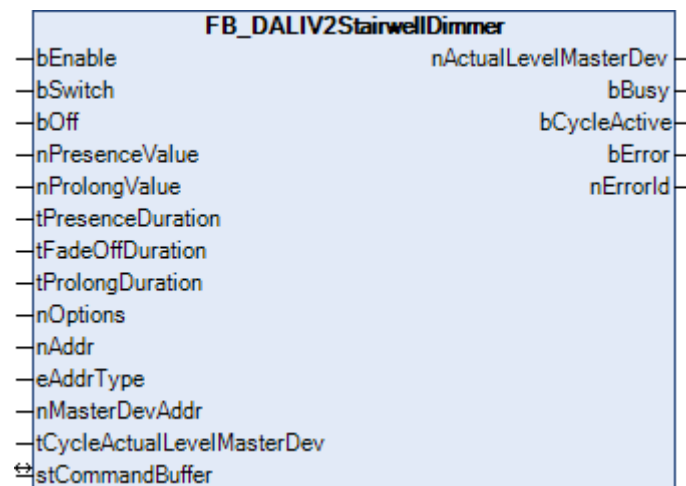 FB_DALIV2StairwellDimmer
bEnable nActualLevelMasterDev
bSwitch bBusy
bOff bCycleActive
nPresenceValue bError
nProlongValue nErrorId
tPresenceDuration
tFadeOffDuration
tProlongDuration
nOptions
nAddr
eAddrType
nMasterDevAddr
tCycleActualLevelMasterDev
stCommandBuffer